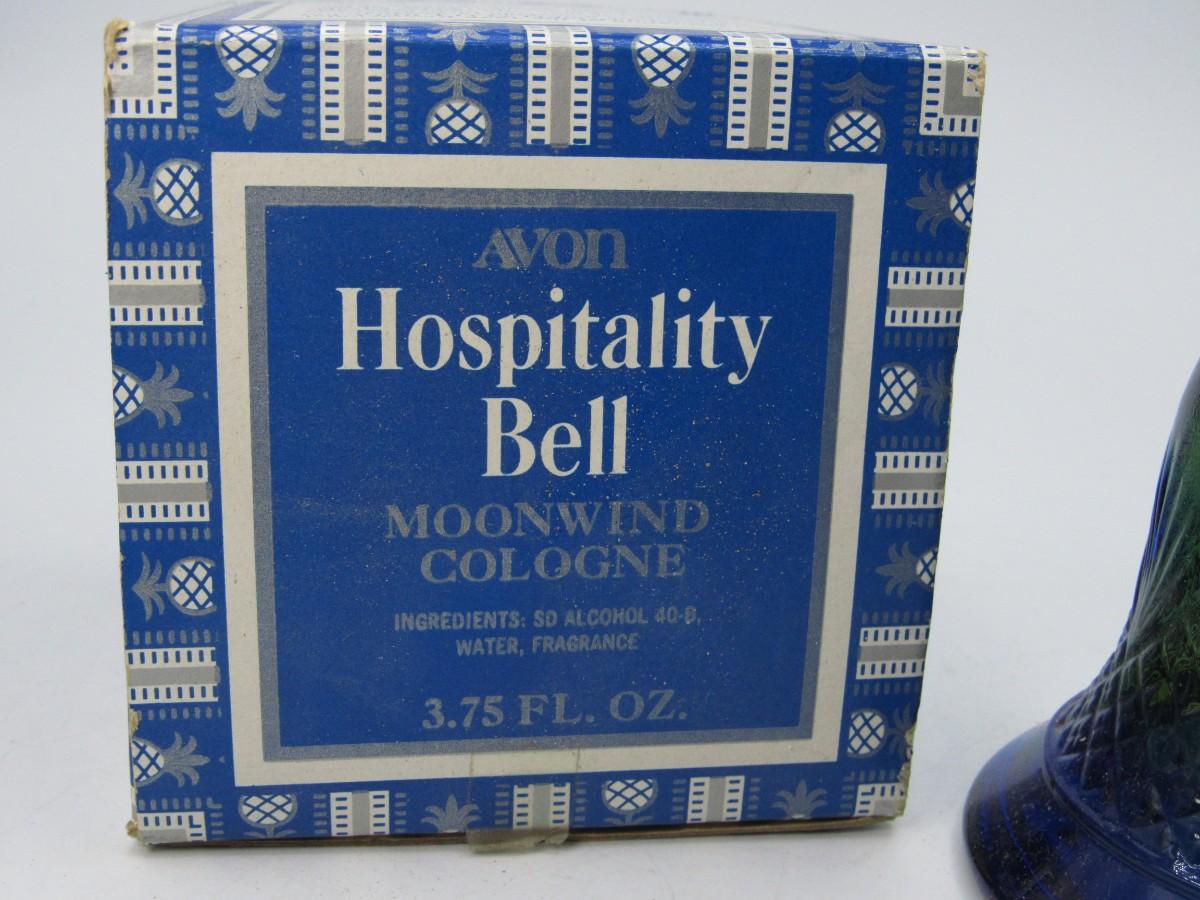 AVON
Hospitality
Bell
MOONWIND
COLOGNE
INGREDIENTS: SD ALCOHOL 40-B,
WATER, FRAGRANCE
3.75 FL. OZ.